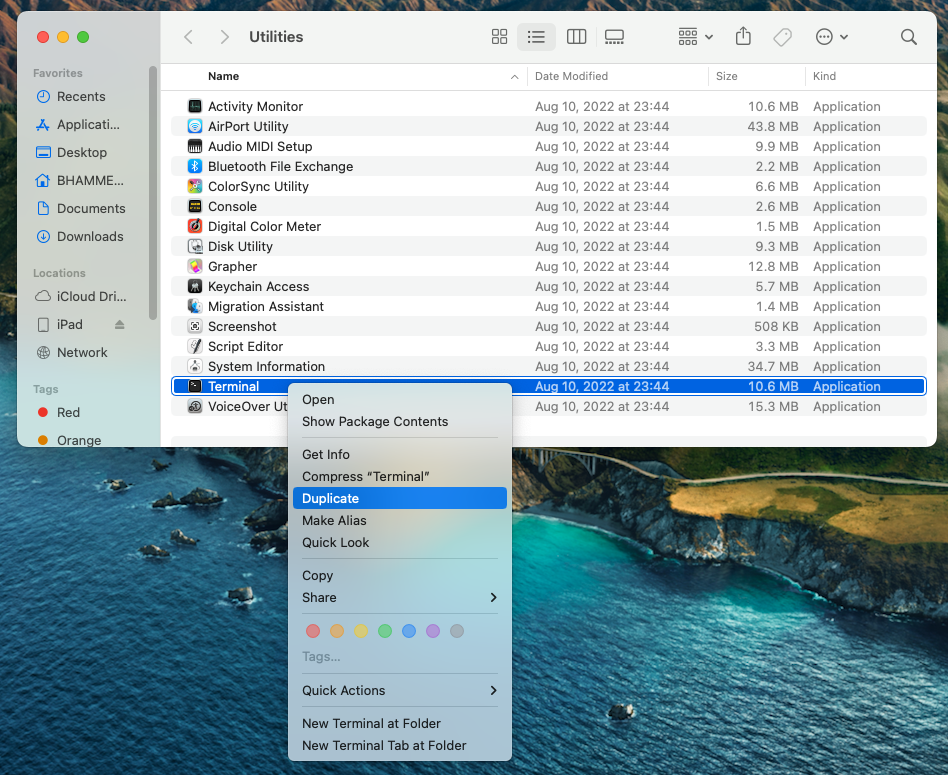 Utilities
Favorites
Recents
Applicati...
Desktop
BHAMME...
Documents
Downloads
Locations
iCloud Dri...
iPad
Network
Tags
Red
Orange
Name Date Modified Size Kind
Activity Monitor Aug 10, 2022 at 23:44 10.6 MB Application
AirPort Utility Aug 10, 2022 at 23:44 43.8 MB Application
Audio MIDI Setup Aug 10, 2022 at 23:44 9.9 MB Application
Bluetooth File Exchange Aug 10, 2022 at 23:44 2.2 MB Application
ColorSync Utility Aug 10, 2022 at 23:44 6.6 MB Application
Console Aug 10, 2022 at 23:44 2.6 MB Application
Digital Color Meter Aug 10, 2022 at 23:44 1.5 MB Application
Disk Utility Aug 10, 2022 at 23:44 9.3 MB Application
Grapher Aug 10, 2022 at 23:44 12.8 MB Application
Keychain Access Aug 10, 2022 at 23:44 5.7 MB Application
Migration Assistant Aug 10, 2022 at 23:44 1.4 MB Application
Screenshot Aug 10, 2022 at 23:44 508 KB Application
Script Editor Aug 10, 2022 at 23:44 3.3 MB Application
System Information Aug 10, 2022 at 23:44 34.7 MB Application
Terminal Aug 10, 2022 at 23:44 10.6 MB Application
VoiceOver Ut Aug 10, 2022 at 23:44 15.3 MB Application
Open
Show Package Contents
Get Info
Compress “Terminal”
Duplicate
Make Alias
Quick Look
Copy
Share
Tags...
Quick Actions
New Terminal at Folder
New Terminal Tab at Folder